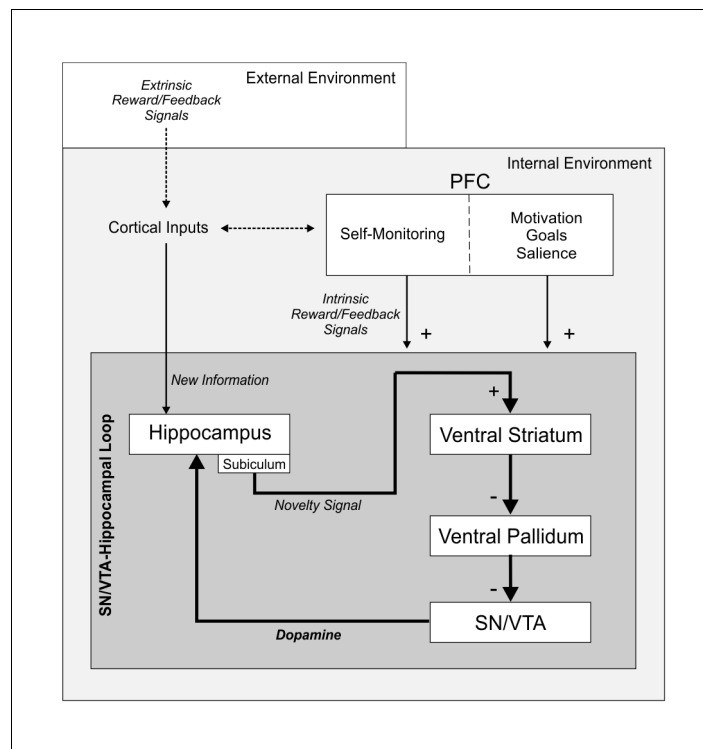 External Environment
Extrinsic
Reward/Feedback
Signals
Internal Environment
PFC
Cortical Inputs
Self-Monitoring
Motivation
Goals
Salience
Intrinsic
Reward/Feedback
Signals
+
+
SN/VTA-Hippocampal Loop
New Information
+
Hippocampus
Subiculum
Ventral Striatum
Novelty Signal
-
Ventral Pallidum
-
SN/VTA
Dopamine